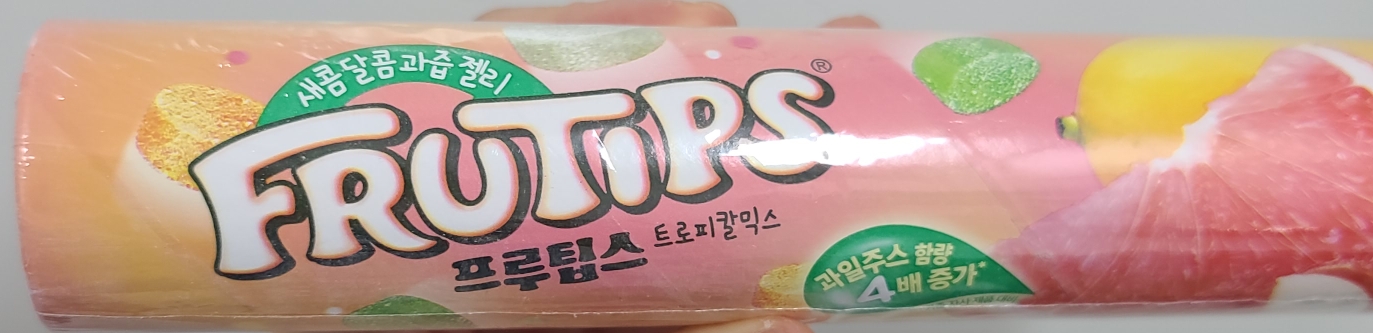 새콤달콤 과즙 젤리
FRUTIPS®
프루팁스 트로피칼믹스
과일주스 함량
4배 증가*